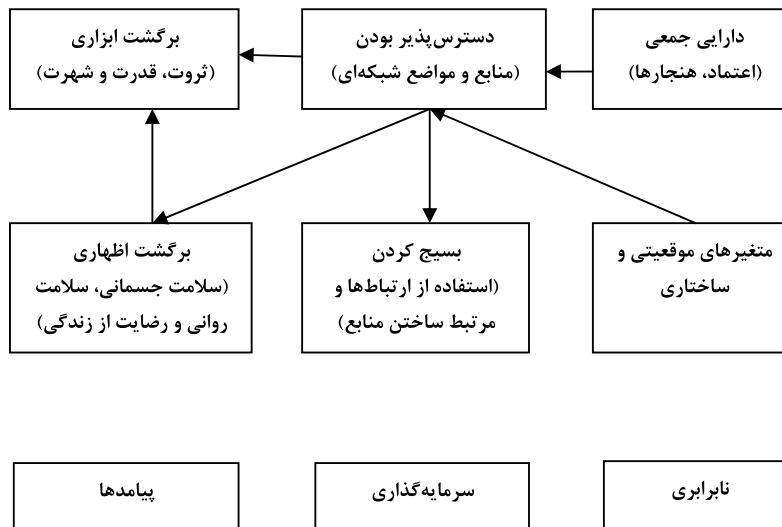 دارایی جمعی
(اعتماد، هنجارها)
دسترس‌پذیر بودن
(منابع و مواضع شبکه‌ای)
برگشت ابزاری
(ثروت، قدرت و شهرت)
متغیرهای موقعیتی و
ساختاری
بسیج کردن
(استفاده از ارتباط‌ها و
مرتبط ساختن منابع)
برگشت اظهاری
(سلامت جسمانی، سلامت
روانی و رضایت از زندگی)
نابرابری
سرمایه‌گذاری
پیامدها